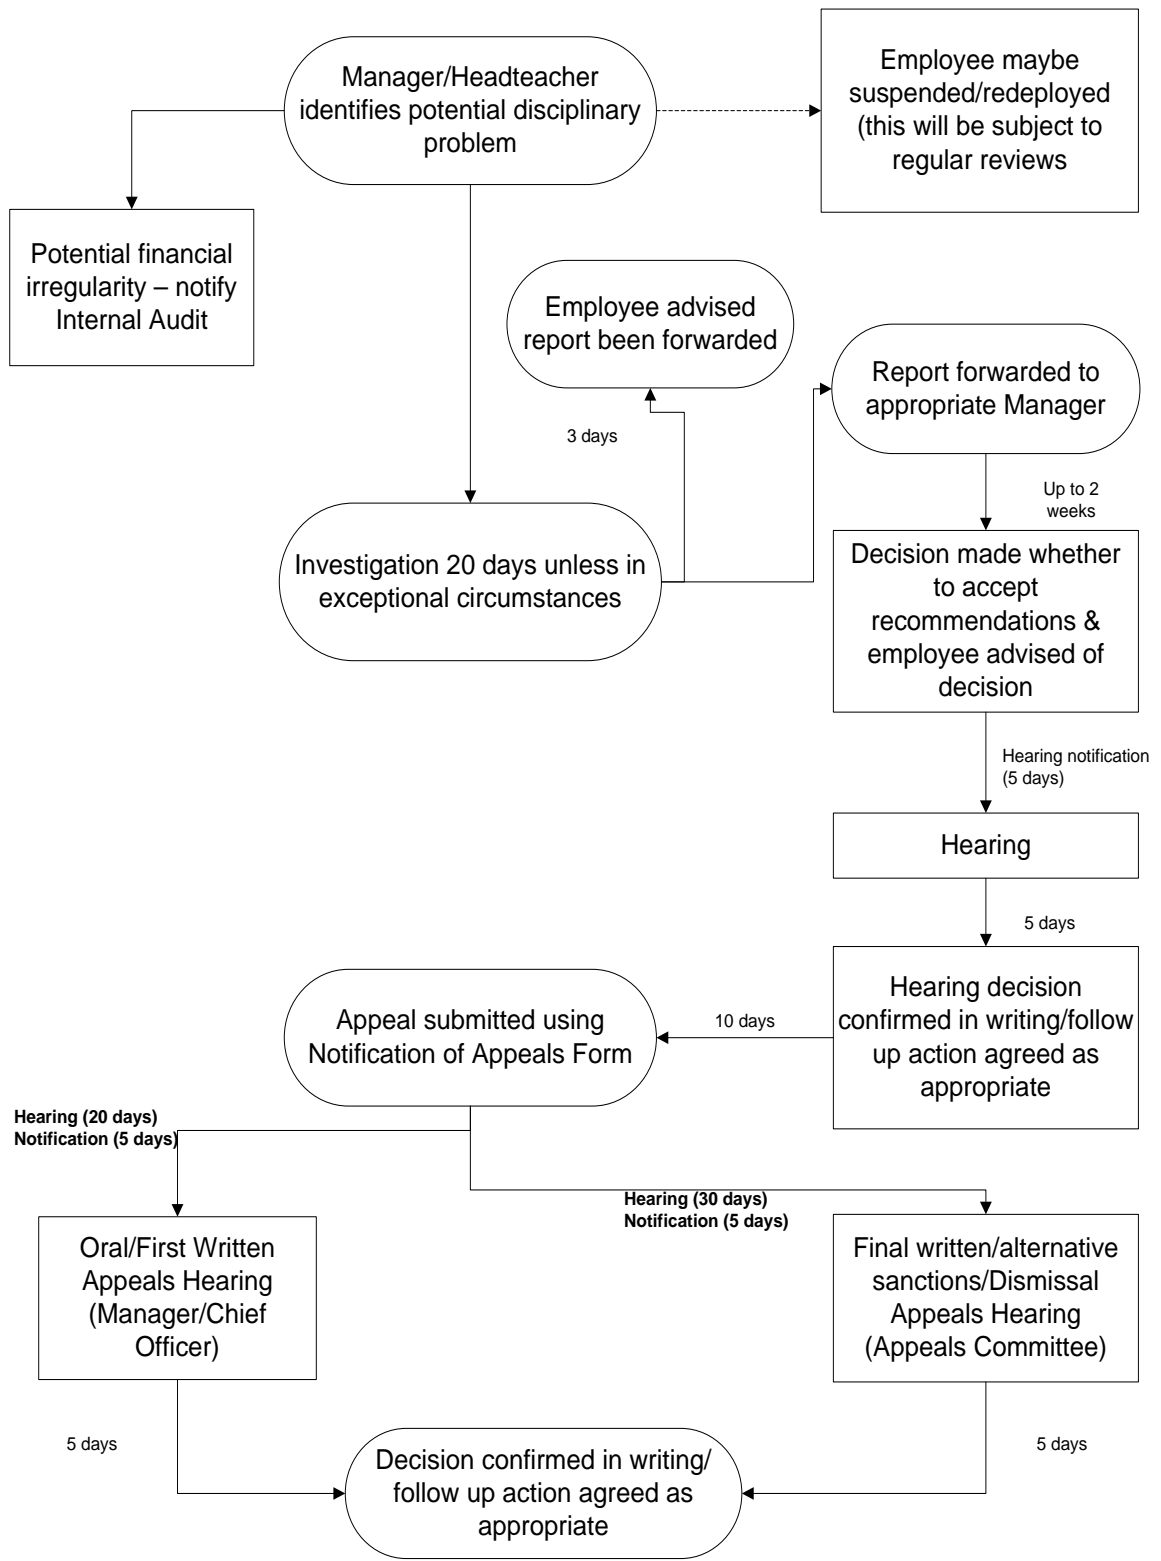 Manager/Headteacher
identifies potential disciplinary
problem
Employee maybe
suspended/redeployed
(this will be subject to
regular reviews
Potential financial
irregularity – notify
Internal Audit
Employee advised
report been forwarded
Report forwarded to
appropriate Manager
3 days
Up to 2
weeks
Investigation 20 days unless in
exceptional circumstances
Decision made whether
to accept
recommendations &
employee advised of
decision
Hearing notification
(5 days)
Hearing
5 days
Hearing decision
confirmed in writing/follow
up action agreed as
appropriate
10 days
Appeal submitted using
Notification of Appeals Form
Hearing (20 days)
Notification (5 days)
Hearing (30 days)
Notification (5 days)
Oral/First Written
Appeals Hearing
(Manager/Chief
Officer)
Final written/alternative
sanctions/Dismissal
Appeals Hearing
(Appeals Committee)
5 days
5 days
Decision confirmed in writing/
follow up action agreed as
appropriate